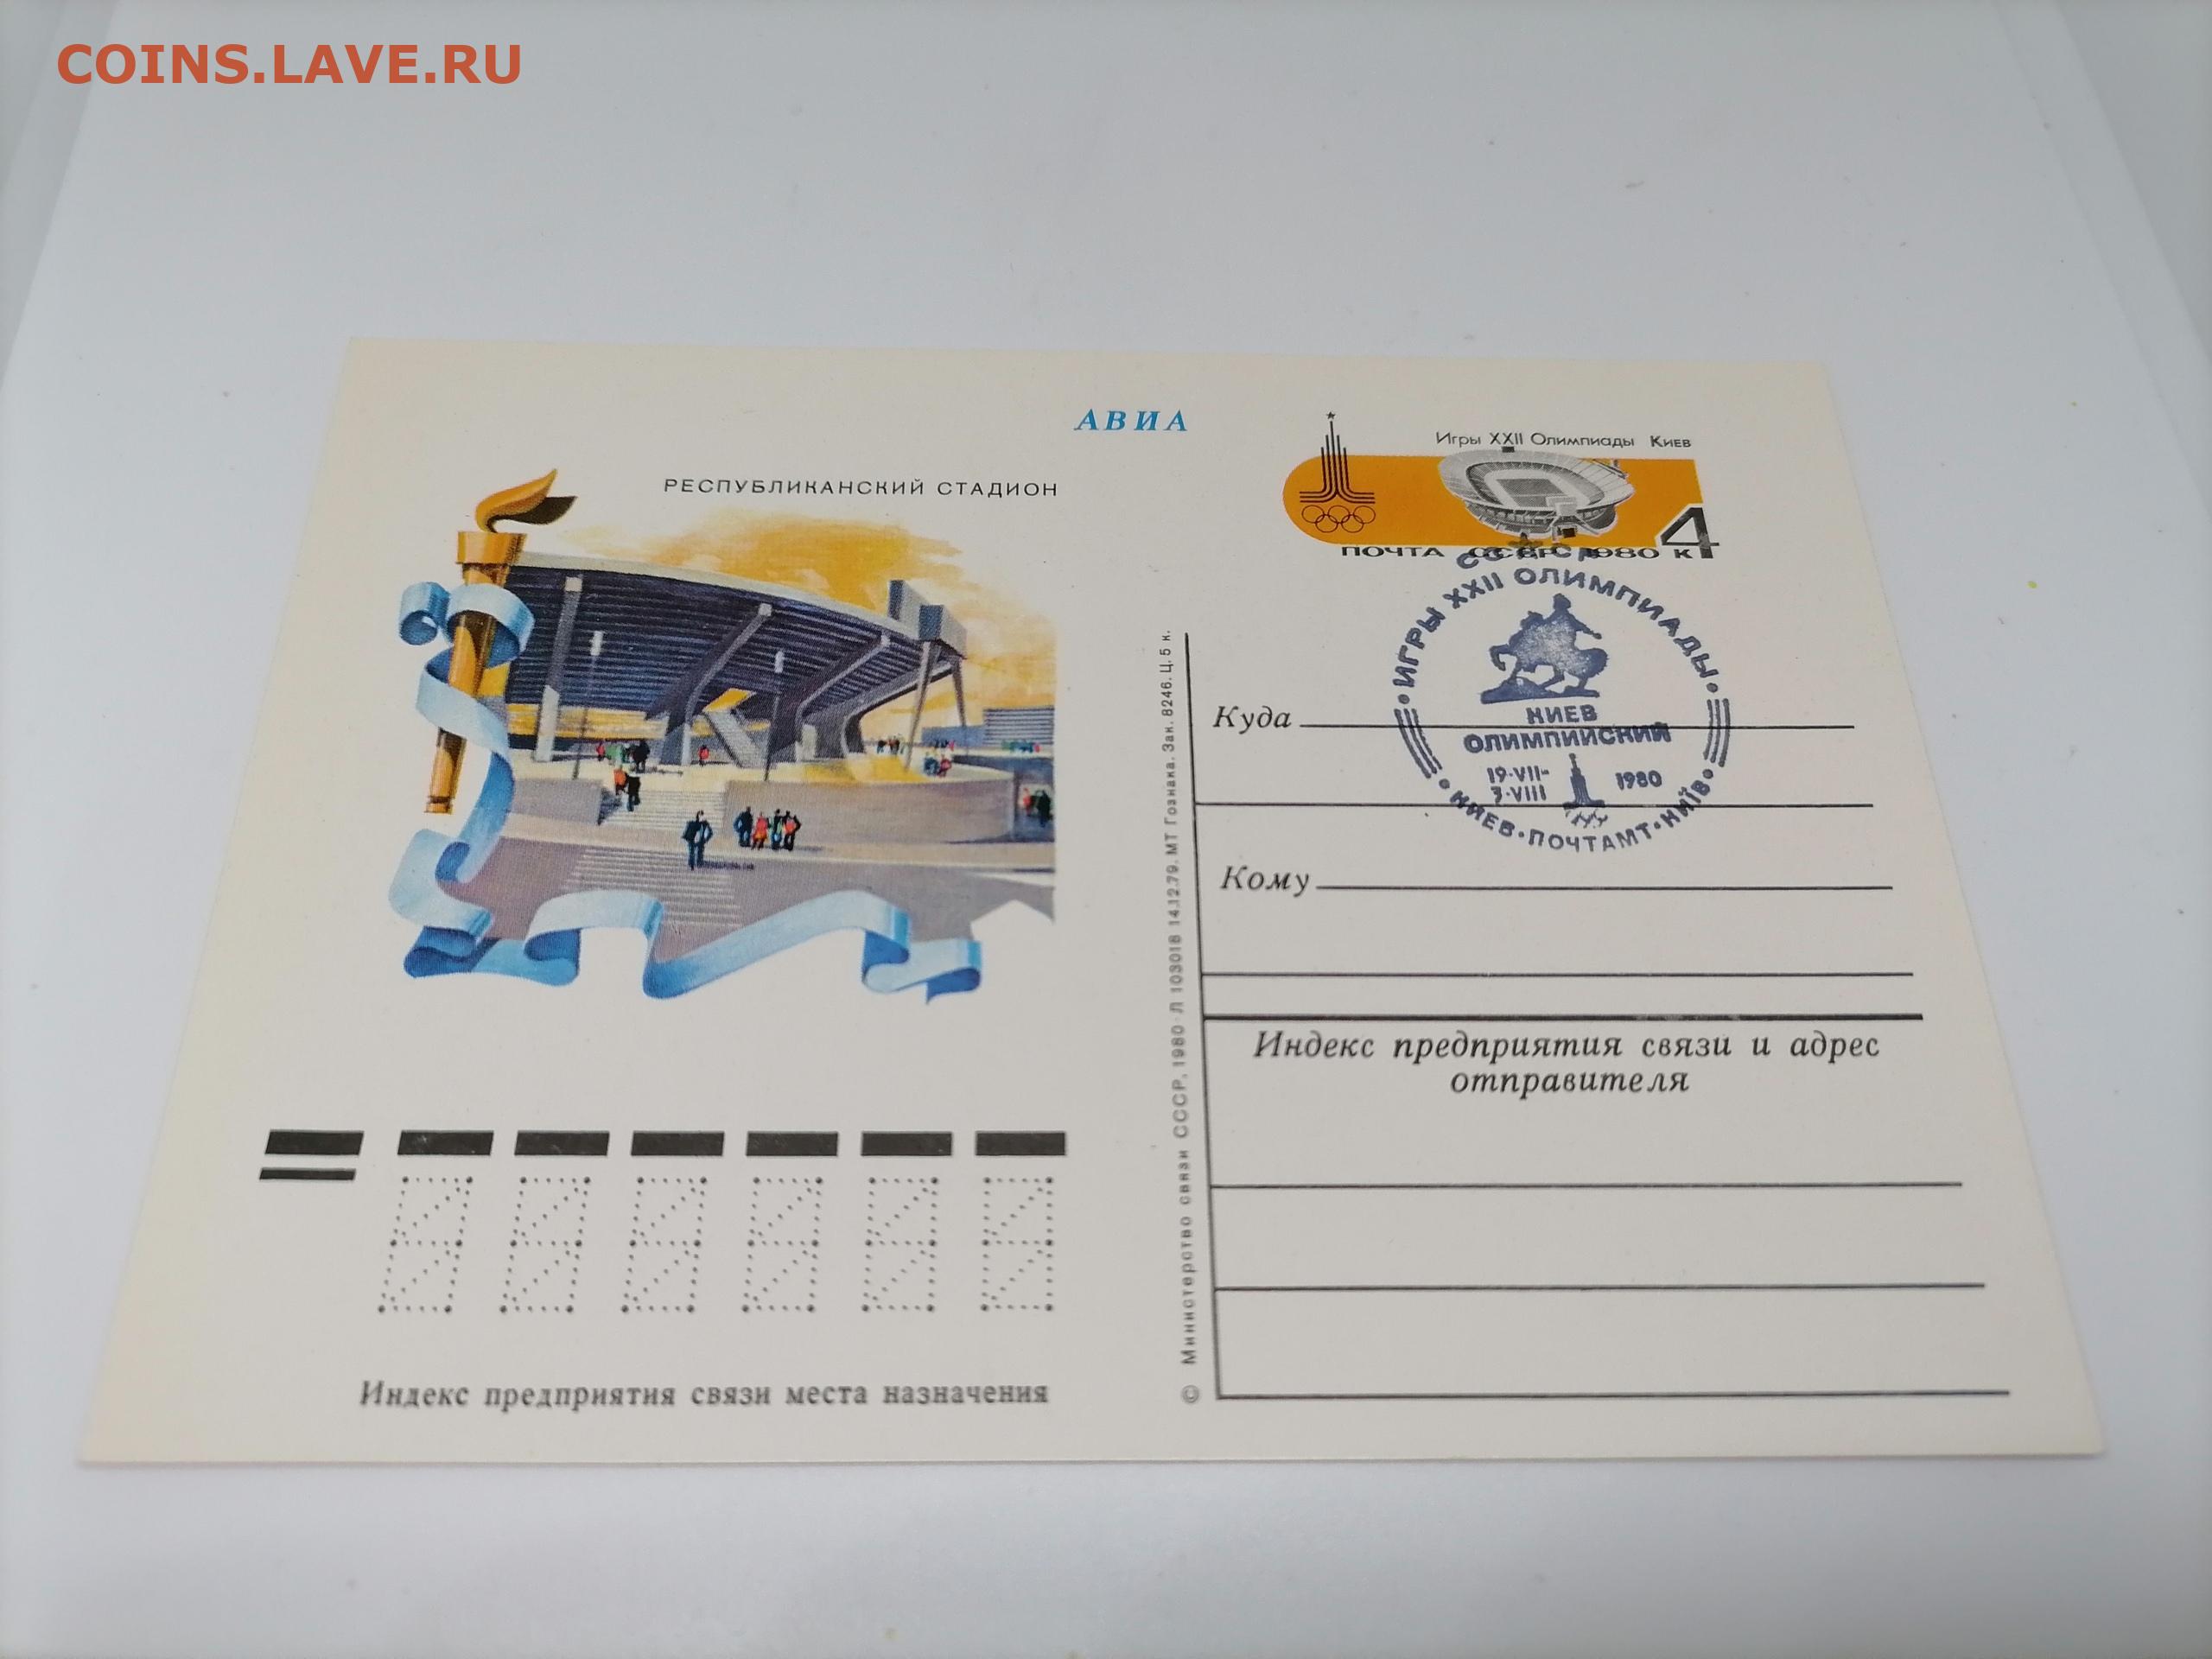 COINS.LAVE.RU
АВИА
РЕСПУБЛИКАНСКИЙ СТАДИОН
Игры XXII Олимпиады Киев
ПОЧТА СССР 1980 4 к
СССР
• ИГРЫ XXII ОЛИМПИАДЫ •
КИЕВ
ОЛИМПИЙСКИЙ
19·VII-
3·VIII
1980
• КИЕВ • ПОЧТАМТ • КИЇВ •
Куда
Кому
Индекс предприятия связи и адрес
отправителя
© Министерство связи СССР, 1980 · Л 103018 14.12.79. МТ Гознака. Зак. 8246. Ц. 5 к.
Индекс предприятия связи места назначения